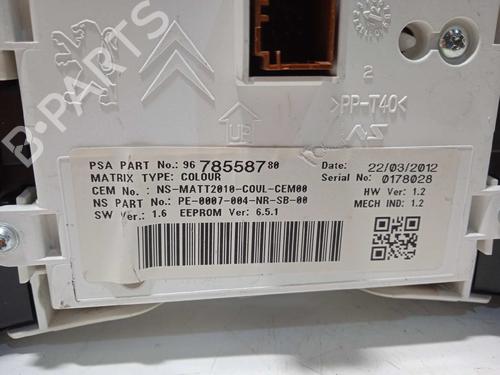 B-PARTS
2
>PP-T40<
UP
PSA PART No.: 96 785587 80
Date: 22/03/2012
MATRIX TYPE: COLOUR
Serial No: 0178028
CEM No.: NS-MATT2010-COUL-CEM00
HW Ver: 1.2
NS PART No.: PE-0007-004-NR-SB-00
MECH IND: 1.2
SW Ver.: 1.6 EEPROM Ver: 6.5.1